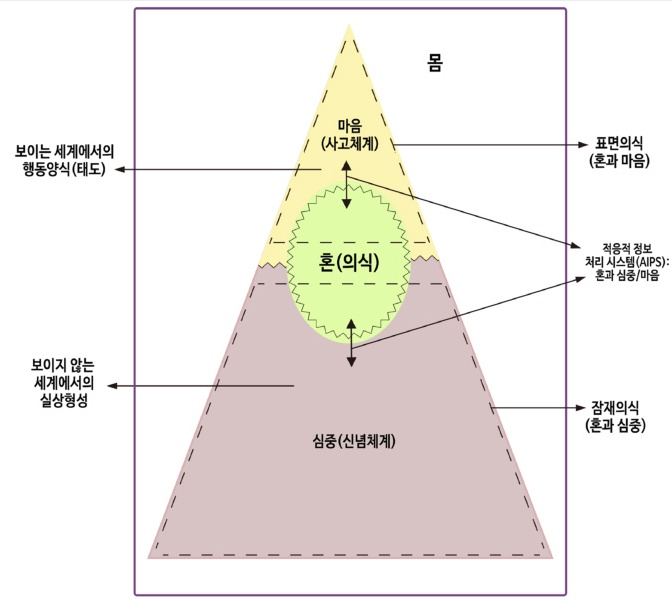 몸
마음
(사고체계)
보이는 세계에서의
행동양식(태도)
표면의식
(혼과 마음)
적응적 정보
처리 시스템(AIPS):
혼과 심중/마음
혼(의식)
보이지 않는
세계에서의
실상형성
잠재의식
(혼과 심중)
심중(신념체계)